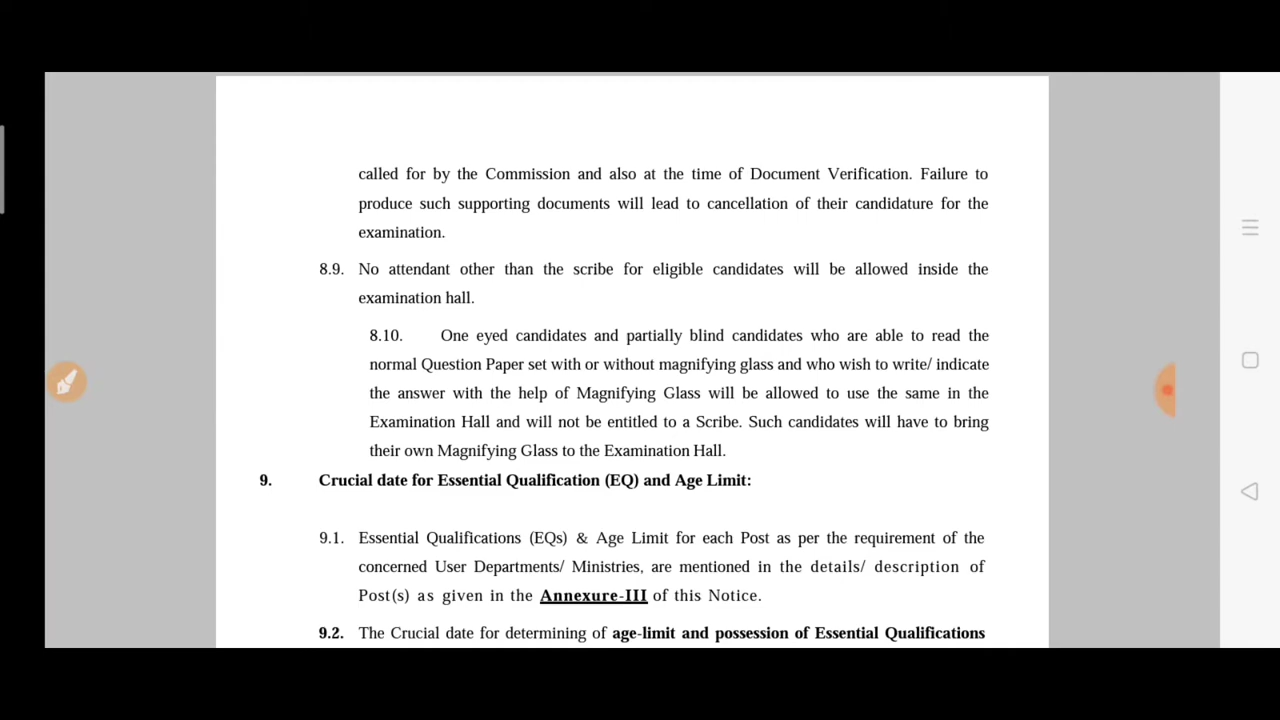 called for by the Commission and also at the time of Document Verification. Failure to
produce such supporting documents will lead to cancellation of their candidature for the
examination.
8.9. No attendant other than the scribe for eligible candidates will be allowed inside the
examination hall.
8.10. One eyed candidates and partially blind candidates who are able to read the
normal Question Paper set with or without magnifying glass and who wish to write/ indicate
the answer with the help of Magnifying Glass will be allowed to use the same in the
Examination Hall and will not be entitled to a Scribe. Such candidates will have to bring
their own Magnifying Glass to the Examination Hall.
9. Crucial date for Essential Qualification (EQ) and Age Limit:
9.1. Essential Qualifications (EQs) & Age Limit for each Post as per the requirement of the
concerned User Departments/ Ministries, are mentioned in the details/ description of
Post(s) as given in the Annexure-III of this Notice.
9.2. The Crucial date for determining of age-limit and possession of Essential Qualifications